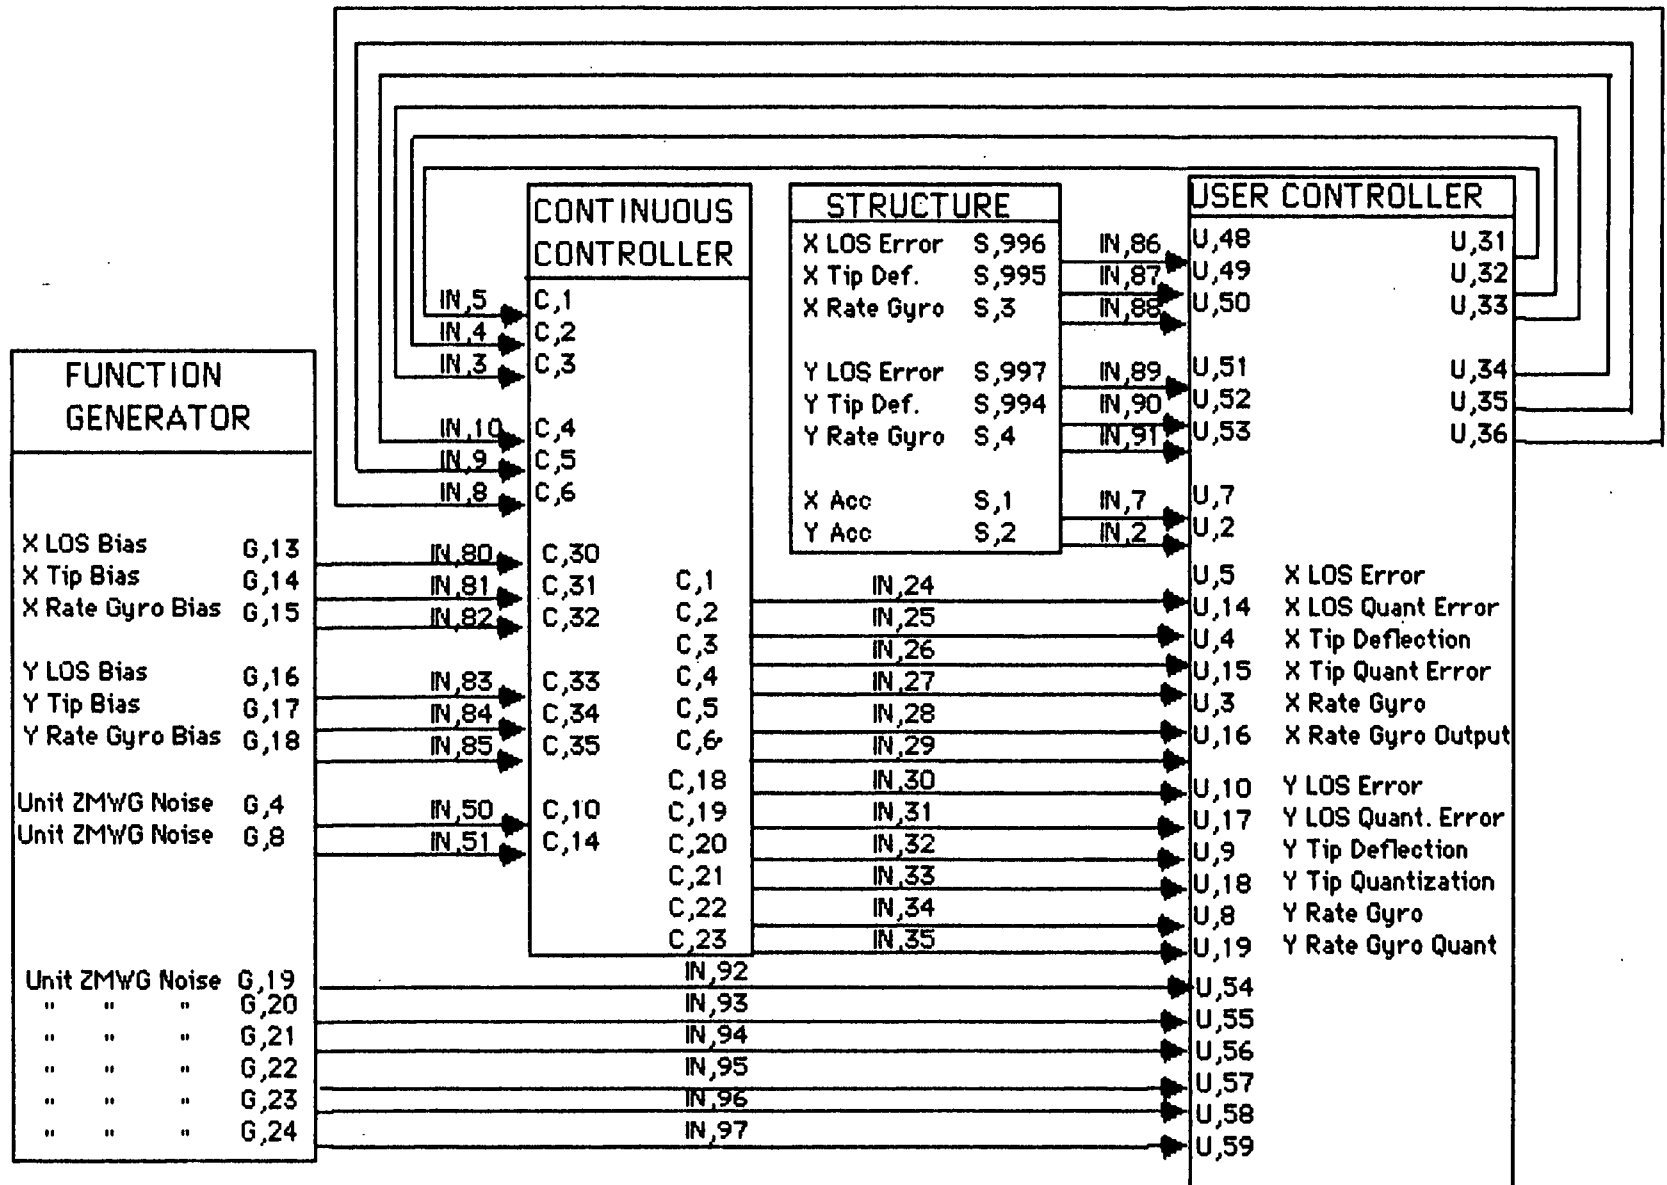 FUNCTION
GENERATOR
X LOS Bias G,13
X Tip Bias G,14
X Rate Gyro Bias G,15
Y LOS Bias G,16
Y Tip Bias G,17
Y Rate Gyro Bias G,18
Unit ZMWG Noise G,4
Unit ZMWG Noise G,8
Unit ZMWG Noise G,19
" " " G,20
" " " G,21
" " " G,22
" " " G,23
" " " G,24
IN,5
IN,4
IN,3
IN,10
IN,9
IN,8
IN,80
IN,81
IN,82
IN,83
IN,84
IN,85
IN,50
IN,51
CONTINUOUS
CONTROLLER
C,1
C,2
C,3
C,4
C,5
C,6
C,30
C,31
C,32
C,33
C,34
C,35
C,10
C,14
C,1
C,2
C,3
C,4
C,5
C,6
C,18
C,19
C,20
C,21
C,22
C,23
STRUCTURE
X LOS Error S,996
X Tip Def. S,995
X Rate Gyro S,3
Y LOS Error S,997
Y Tip Def. S,994
Y Rate Gyro S,4
X Acc S,1
Y Acc S,2
IN,86
IN,87
IN,88
IN,89
IN,90
IN,91
IN,7
IN,2
IN,24
IN,25
IN,26
IN,27
IN,28
IN,29
IN,30
IN,31
IN,32
IN,33
IN,34
IN,35
IN,92
IN,93
IN,94
IN,95
IN,96
IN,97
USER CONTROLLER
U,48 U,31
U,49 U,32
U,50 U,33
U,51 U,34
U,52 U,35
U,53 U,36
U,7
U,2
U,5 X LOS Error
U,14 X LOS Quant Error
U,4 X Tip Deflection
U,15 X Tip Quant Error
U,3 X Rate Gyro
U,16 X Rate Gyro Output
U,10 Y LOS Error
U,17 Y LOS Quant. Error
U,9 Y Tip Deflection
U,18 Y Tip Quantization
U,8 Y Rate Gyro
U,19 Y Rate Gyro Quant
U,54
U,55
U,56
U,57
U,58
U,59